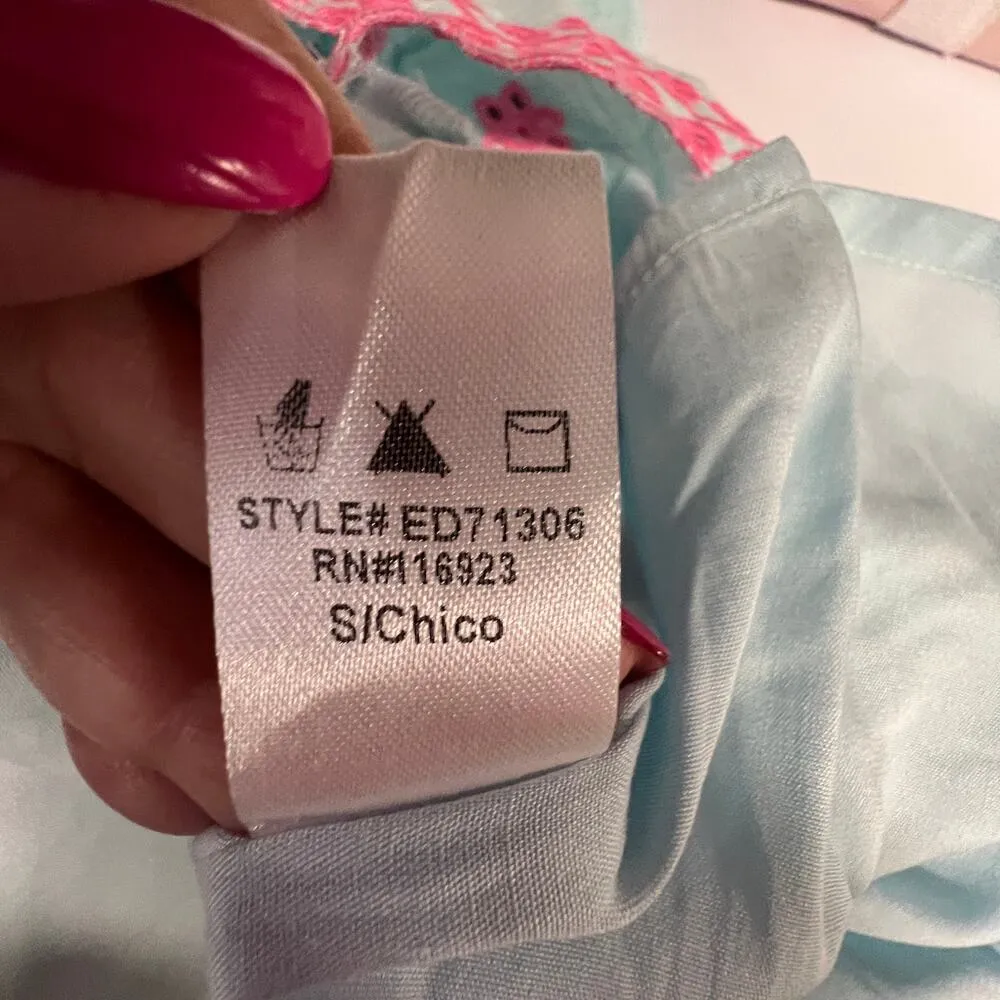 STYLE# ED71306
RN#116923
S/Chico